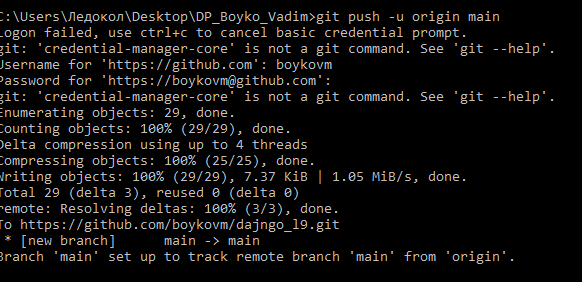 C:\Users\Ледокол\Desktop\DP_Boyko_Vadim>git push -u origin main
Logon failed, use ctrl+c to cancel basic credential prompt.
git: 'credential-manager-core' is not a git command. See 'git --help'.
Username for 'https://github.com': boykovm
Password for 'https://boykovm@github.com':
git: 'credential-manager-core' is not a git command. See 'git --help'.
Enumerating objects: 29, done.
Counting objects: 100% (29/29), done.
Delta compression using up to 4 threads
Compressing objects: 100% (25/25), done.
Writing objects: 100% (29/29), 7.37 KiB | 1.05 MiB/s, done.
Total 29 (delta 3), reused 0 (delta 0)
remote: Resolving deltas: 100% (3/3), done.
To https://github.com/boykovm/dajngo_l9.git
* [new branch] main -> main
Branch 'main' set up to track remote branch 'main' from 'origin'.